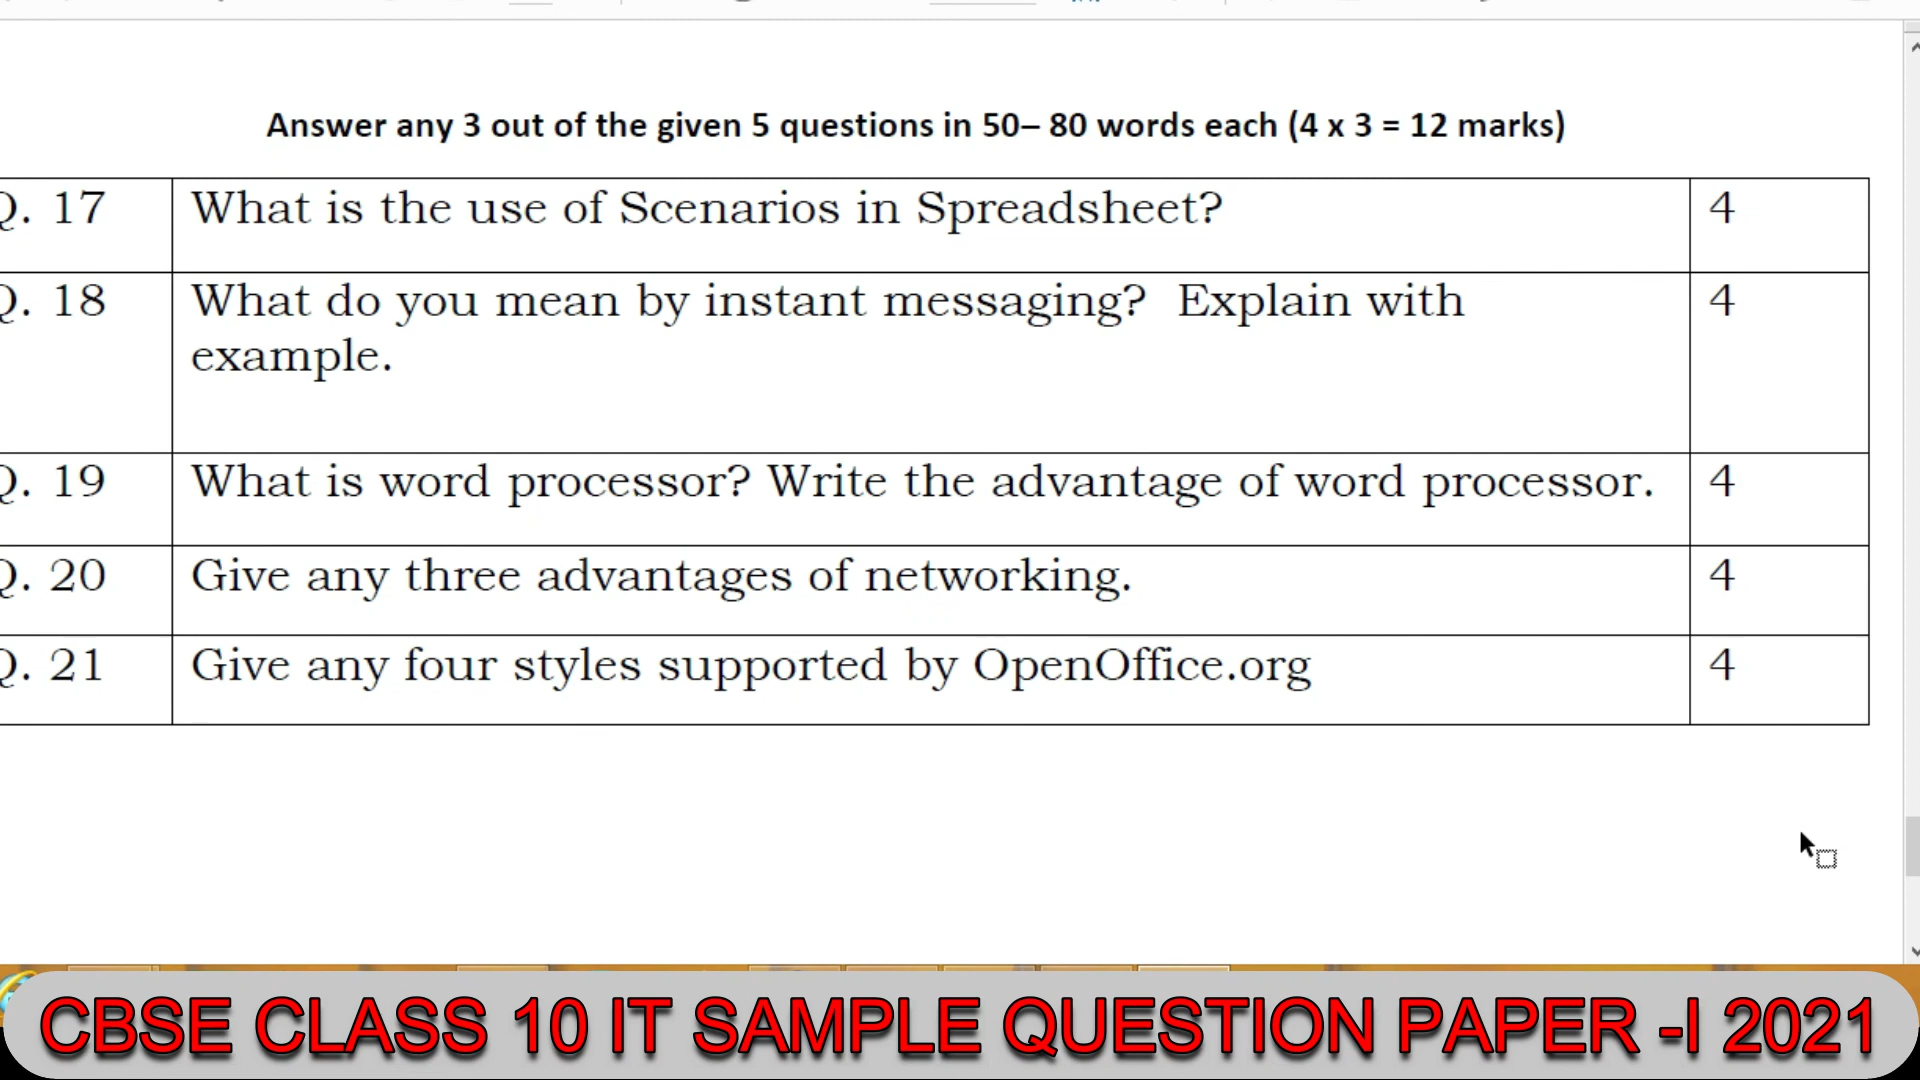 Answer any 3 out of the given 5 questions in 50– 80 words each (4 x 3 = 12 marks)
Q. 17 What is the use of Scenarios in Spreadsheet? 4
Q. 18 What do you mean by instant messaging?  Explain with 4
example.
Q. 19 What is word processor? Write the advantage of word processor. 4
Q. 20 Give any three advantages of networking. 4
Q. 21 Give any four styles supported by OpenOffice.org 4
CBSE CLASS 10 IT SAMPLE QUESTION PAPER -I 2021